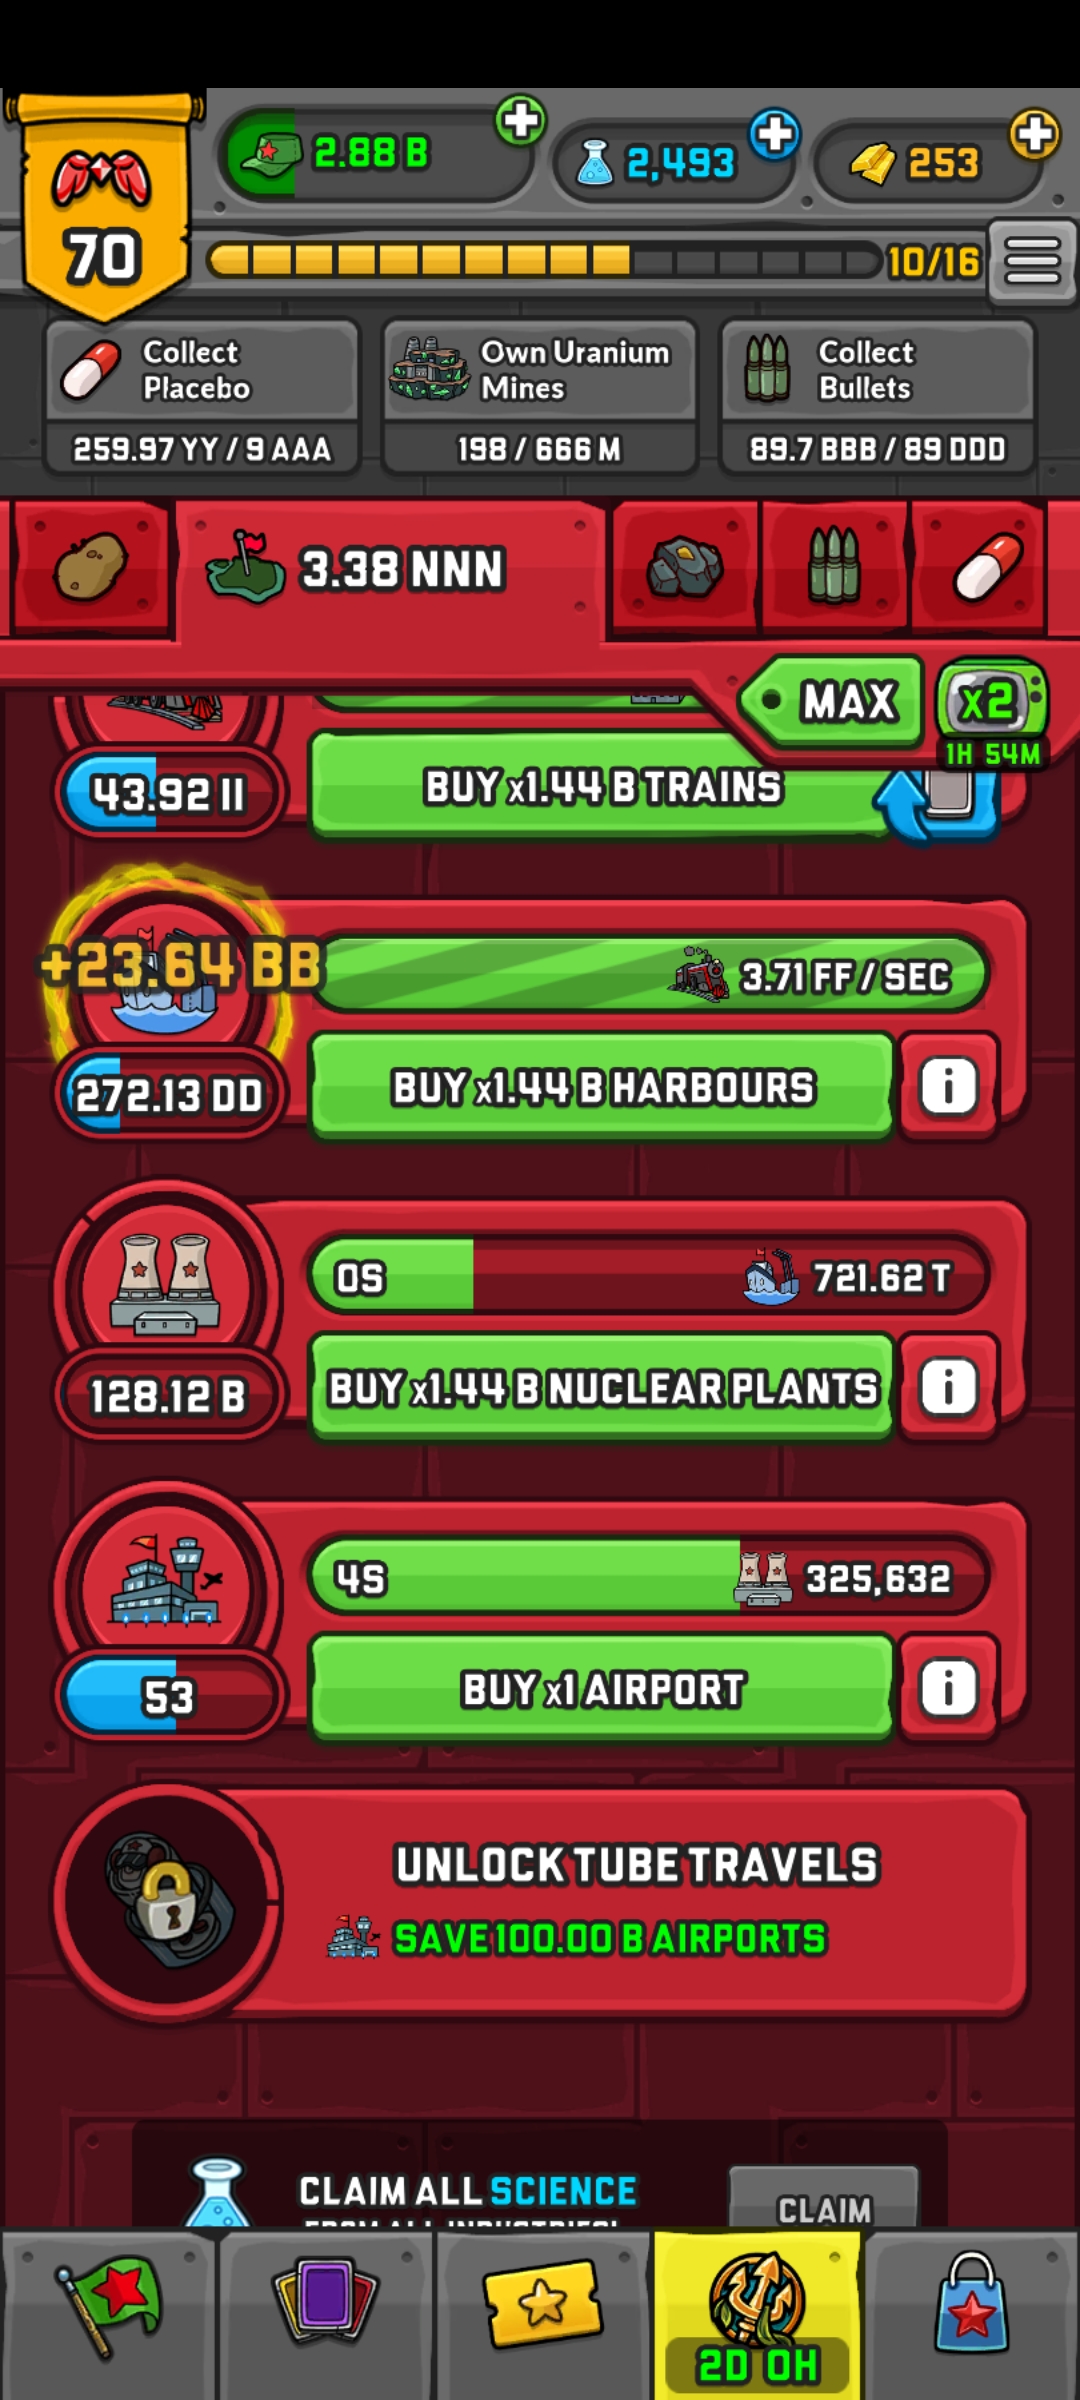 2.88 B
2,493
253
70
10/16
Collect
Placebo
259.97 YY / 9 AAA
Own Uranium
Mines
198 / 666 M
Collect
Bullets
89.7 BBB / 89 DDD
3.38 NNN
MAX
x2
1H 54M
43.92 II
BUY x1.44 B TRAINS
+23.64 BB
3.71 FF / SEC
272.13 DD
BUY x1.44 B HARBOURS
i
0S
721.62 T
128.12 B
BUY x1.44 B NUCLEAR PLANTS
i
4S
325,632
53
BUY x1 AIRPORT
i
UNLOCK TUBE TRAVELS
SAVE 100.00 B AIRPORTS
CLAIM ALL SCIENCE
FROM ALL INDUSTRIES!
CLAIM
2D 0H